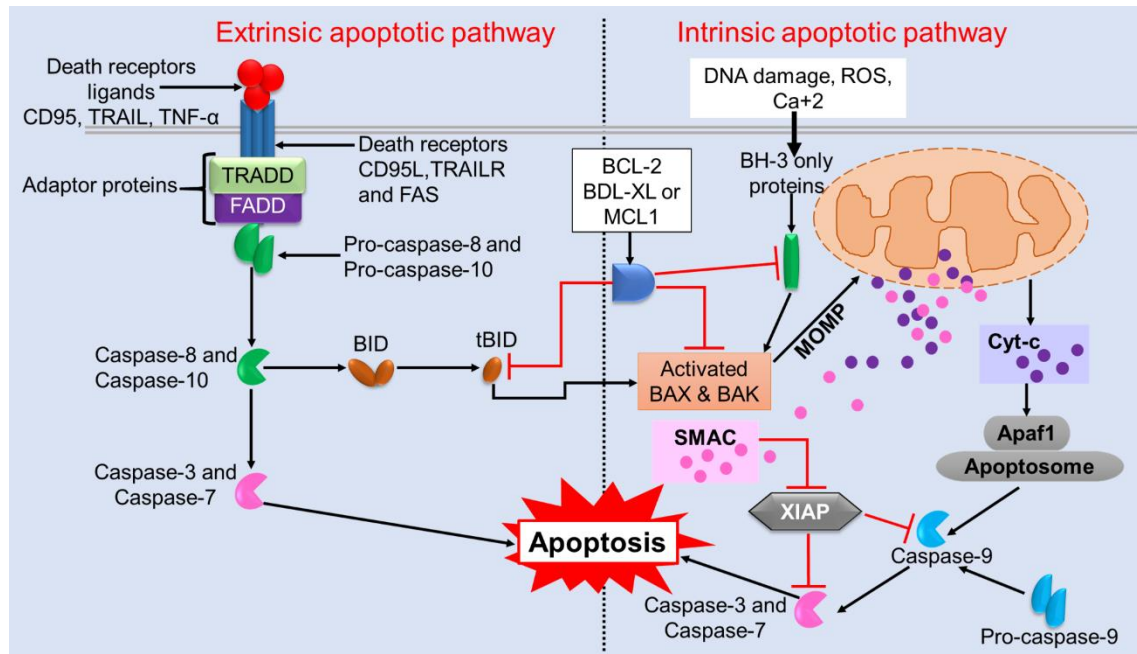 Extrinsic apoptotic pathway
Intrinsic apoptotic pathway
Death receptors
ligands
CD95, TRAIL, TNF-α
DNA damage, ROS,
Ca+2
Death receptors
CD95L,TRAILR
and FAS
Adaptor proteins
TRADD
FADD
BCL-2
BDL-XL or
MCL1
BH-3 only
proteins
Pro-caspase-8 and
Pro-caspase-10
MOMP
Cyt-c
Caspase-8 and
Caspase-10
BID
tBID
Activated
BAX & BAK
SMAC
Apaf1
Apoptosome
Caspase-3 and
Caspase-7
XIAP
Apoptosis
Caspase-9
Caspase-3 and
Caspase-7
Pro-caspase-9